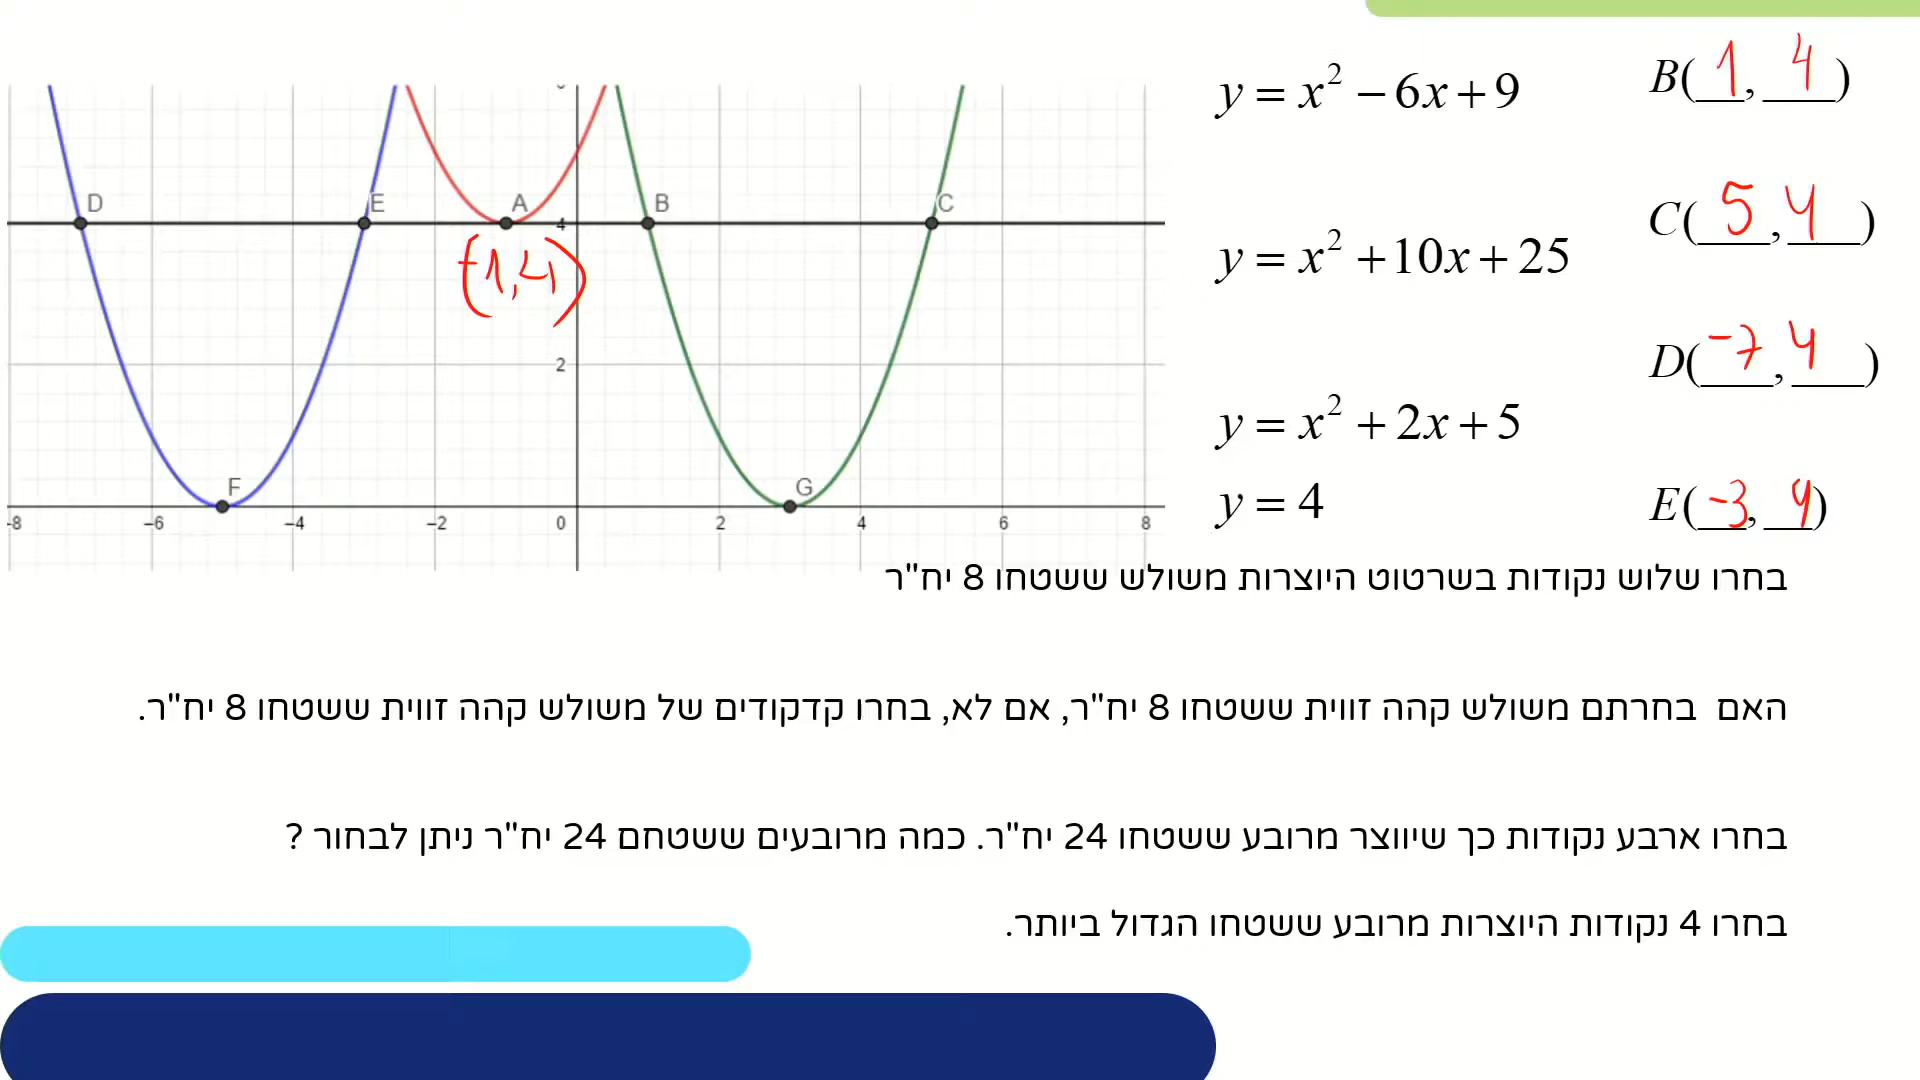 y = x² − 6x + 9
B(1, 4)
D E A B C
4
(-1,4)
C(5, 4)
y = x² + 10x + 25
2
D(-7, 4)
y = x² + 2x + 5
F G
y = 4
E(-3, 4)
-8 −6 −4 −2 0 2 4 6 8
בחרו שלוש נקודות בשרטוט היוצרות משולש ששטחו 8 יח"ר
האם בחרתם משולש קהה זווית ששטחו 8 יח"ר, אם לא, בחרו קדקודים של משולש קהה זווית ששטחו 8 יח"ר.
בחרו ארבע נקודות כך שיווצר מרובע ששטחו 24 יח"ר. כמה מרובעים ששטחם 24 יח"ר ניתן לבחור ?
בחרו 4 נקודות היוצרות מרובע ששטחו הגדול ביותר.